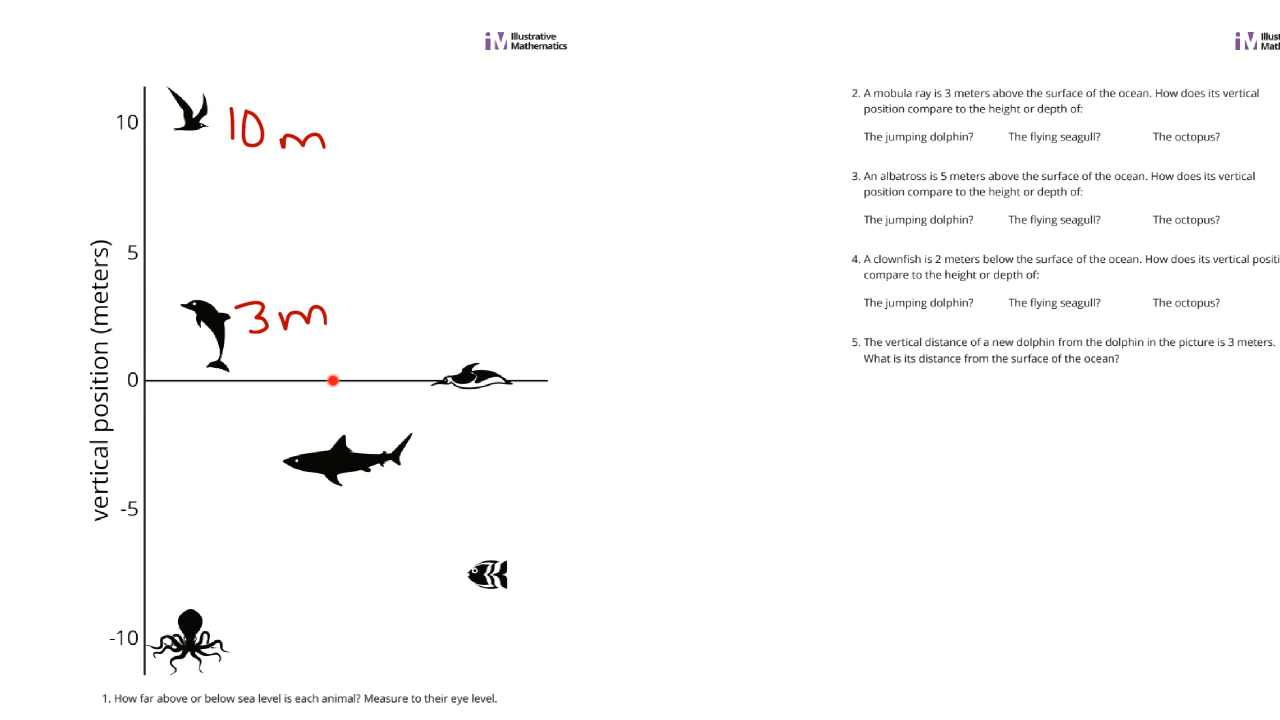 Illustrative
Mathematics
10
10 m
5
3 m
0
-5
-10
vertical position (meters)
1. How far above or below sea level is each animal? Measure to their eye level.
2. A mobula ray is 3 meters above the surface of the ocean. How does its vertical
position compare to the height or depth of:
The jumping dolphin? The flying seagull? The octopus?
3. An albatross is 5 meters above the surface of the ocean. How does its vertical
position compare to the height or depth of:
The jumping dolphin? The flying seagull? The octopus?
4. A clownfish is 2 meters below the surface of the ocean. How does its vertical
compare to the height or depth of:
The jumping dolphin? The flying seagull? The octopus?
5. The vertical distance of a new dolphin from the dolphin in the picture is 3 meters.
What is its distance from the surface of the ocean?